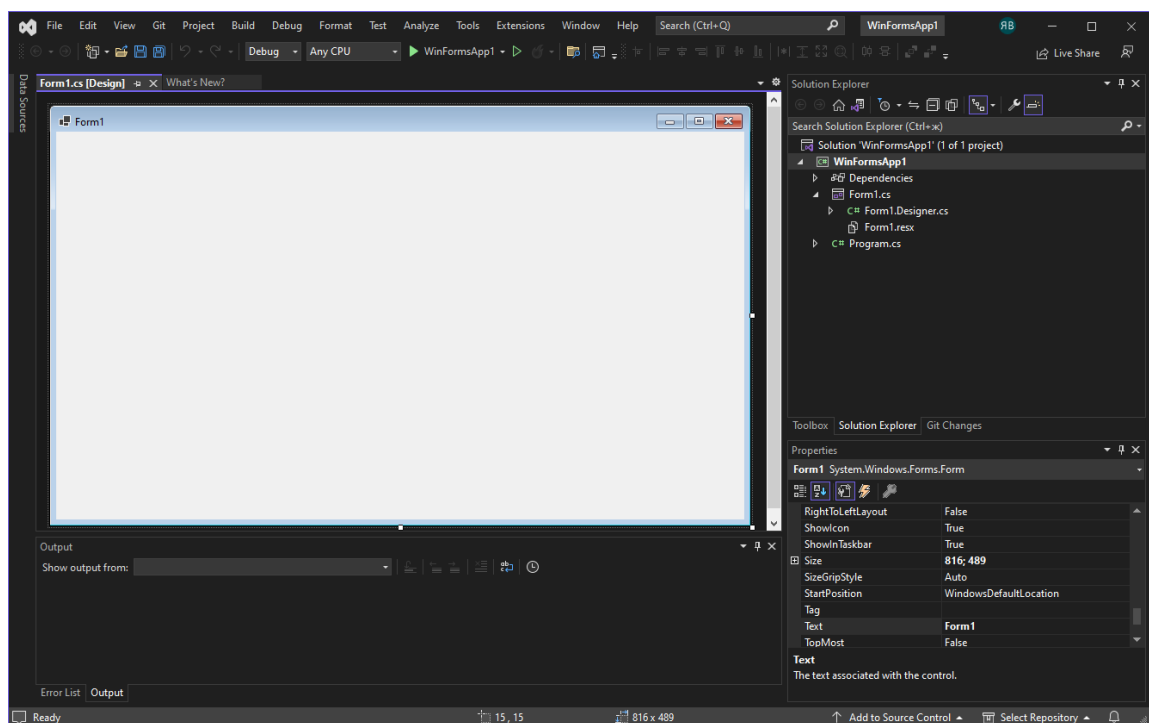 File Edit View Git Project Build Debug Format Test Analyze Tools Extensions Window Help Search (Ctrl+Q) WinFormsApp1 ЯВ
Debug Any CPU WinFormsApp1 Live Share
Data Sources
Form1.cs [Design] What's New?
Form1
Solution Explorer
Search Solution Explorer (Ctrl+ж)
Solution 'WinFormsApp1' (1 of 1 project)
C# WinFormsApp1
Dependencies
Form1.cs
C# Form1.Designer.cs
Form1.resx
C# Program.cs
Toolbox Solution Explorer Git Changes
Properties
Form1 System.Windows.Forms.Form
RightToLeftLayout False
ShowIcon True
ShowInTaskbar True
Size 816; 489
SizeGripStyle Auto
StartPosition WindowsDefaultLocation
Tag
Text Form1
TopMost False
Text
The text associated with the control.
Output
Show output from:
Error List Output
Ready 15 , 15 816 x 489 Add to Source Control Select Repository